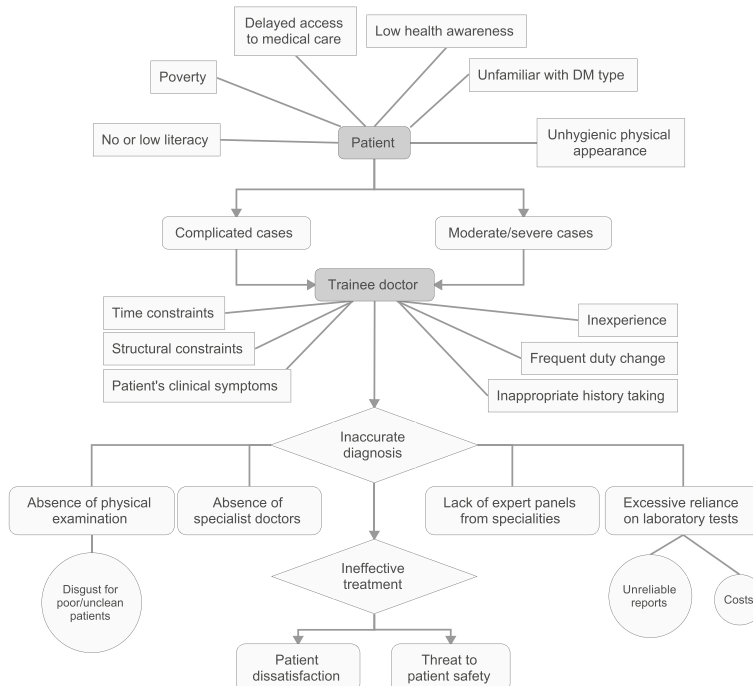 Delayed access
to medical care
Low health awareness
Poverty
Unfamiliar with DM type
No or low literacy
Patient
Unhygienic physical
appearance
Complicated cases
Moderate/severe cases
Trainee doctor
Time constraints
Inexperience
Structural constraints
Frequent duty change
Patient's clinical symptoms
Inappropriate history taking
Inaccurate
diagnosis
Absence of physical
examination
Absence of
specialist doctors
Lack of expert panels
from specialities
Excessive reliance
on laboratory tests
Disgust for
poor/unclean
patients
Ineffective
treatment
Unreliable
reports
Costs
Patient
dissatisfaction
Threat to
patient safety